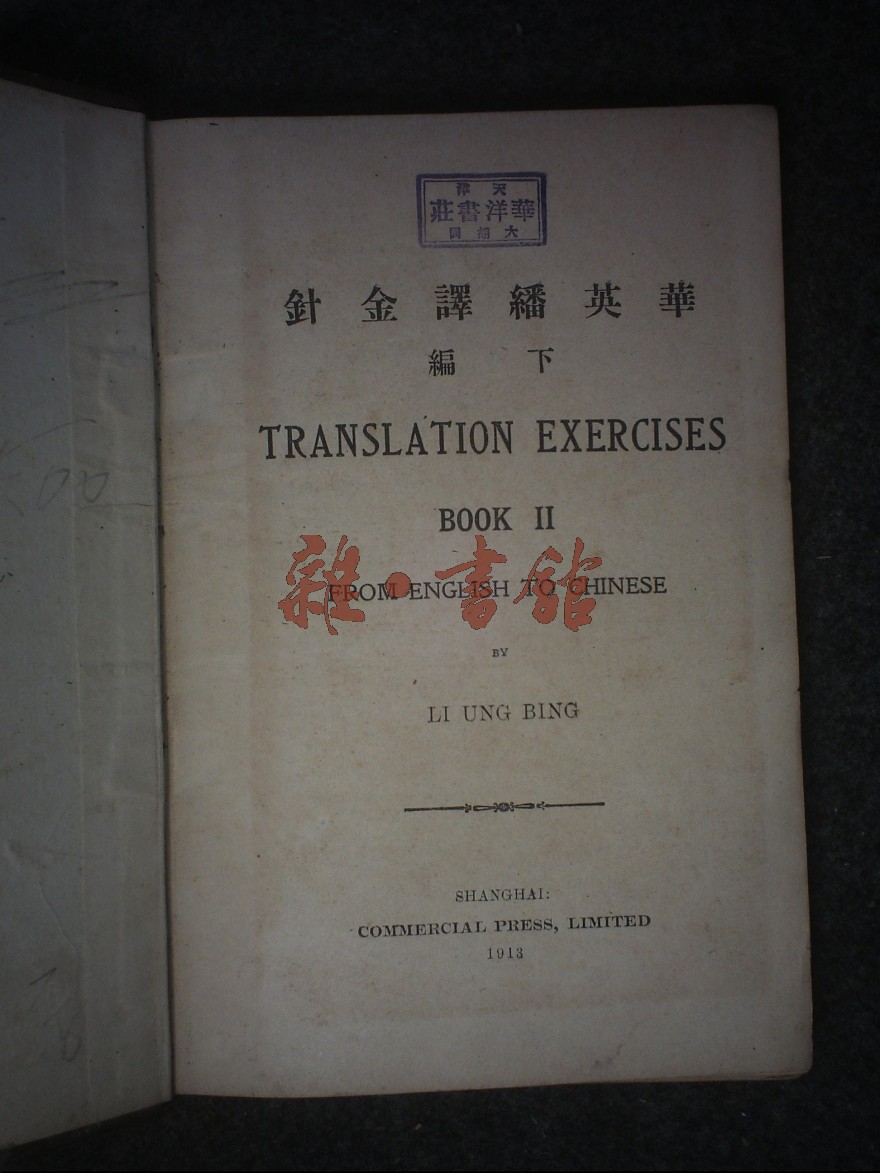 天津
華洋書莊
大胡同
華英繙譯金針
下編
TRANSLATION EXERCISES
BOOK II
FROM ENGLISH TO CHINESE
雜·書館
BY
LI UNG BING
SHANGHAI:
COMMERCIAL PRESS, LIMITED
1913